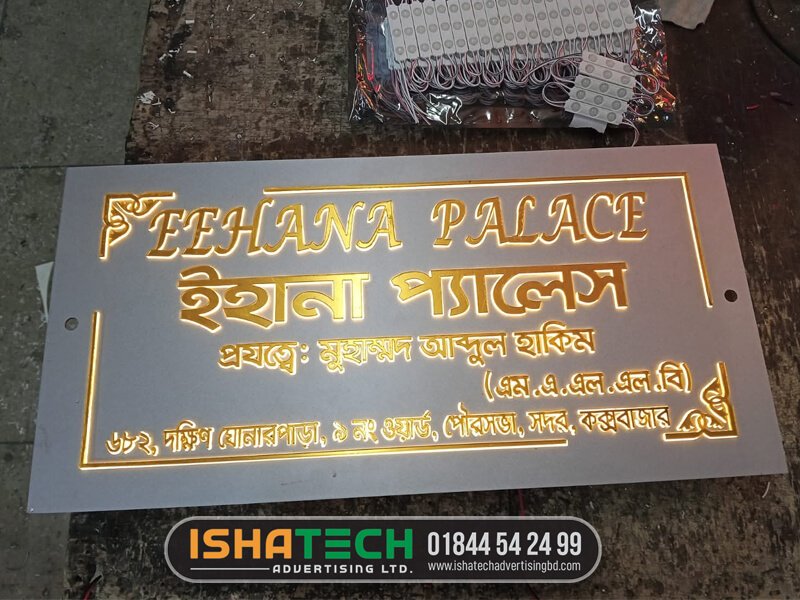 EEHANA PALACE
ইহানা প্যালেস
প্রযত্নে: মুহাম্মদ আব্দুল হাকিম
(এম.এ.এল.এল.বি)
৬৮২, দক্ষিণ ঘোনারপাড়া, ৯ নং ওয়ার্ড, পৌরসভা, সদর, কক্সবাজার
ISHATECH 01844 54 24 99
ADVERTISING LTD. www.ishatechadvertisingbd.com